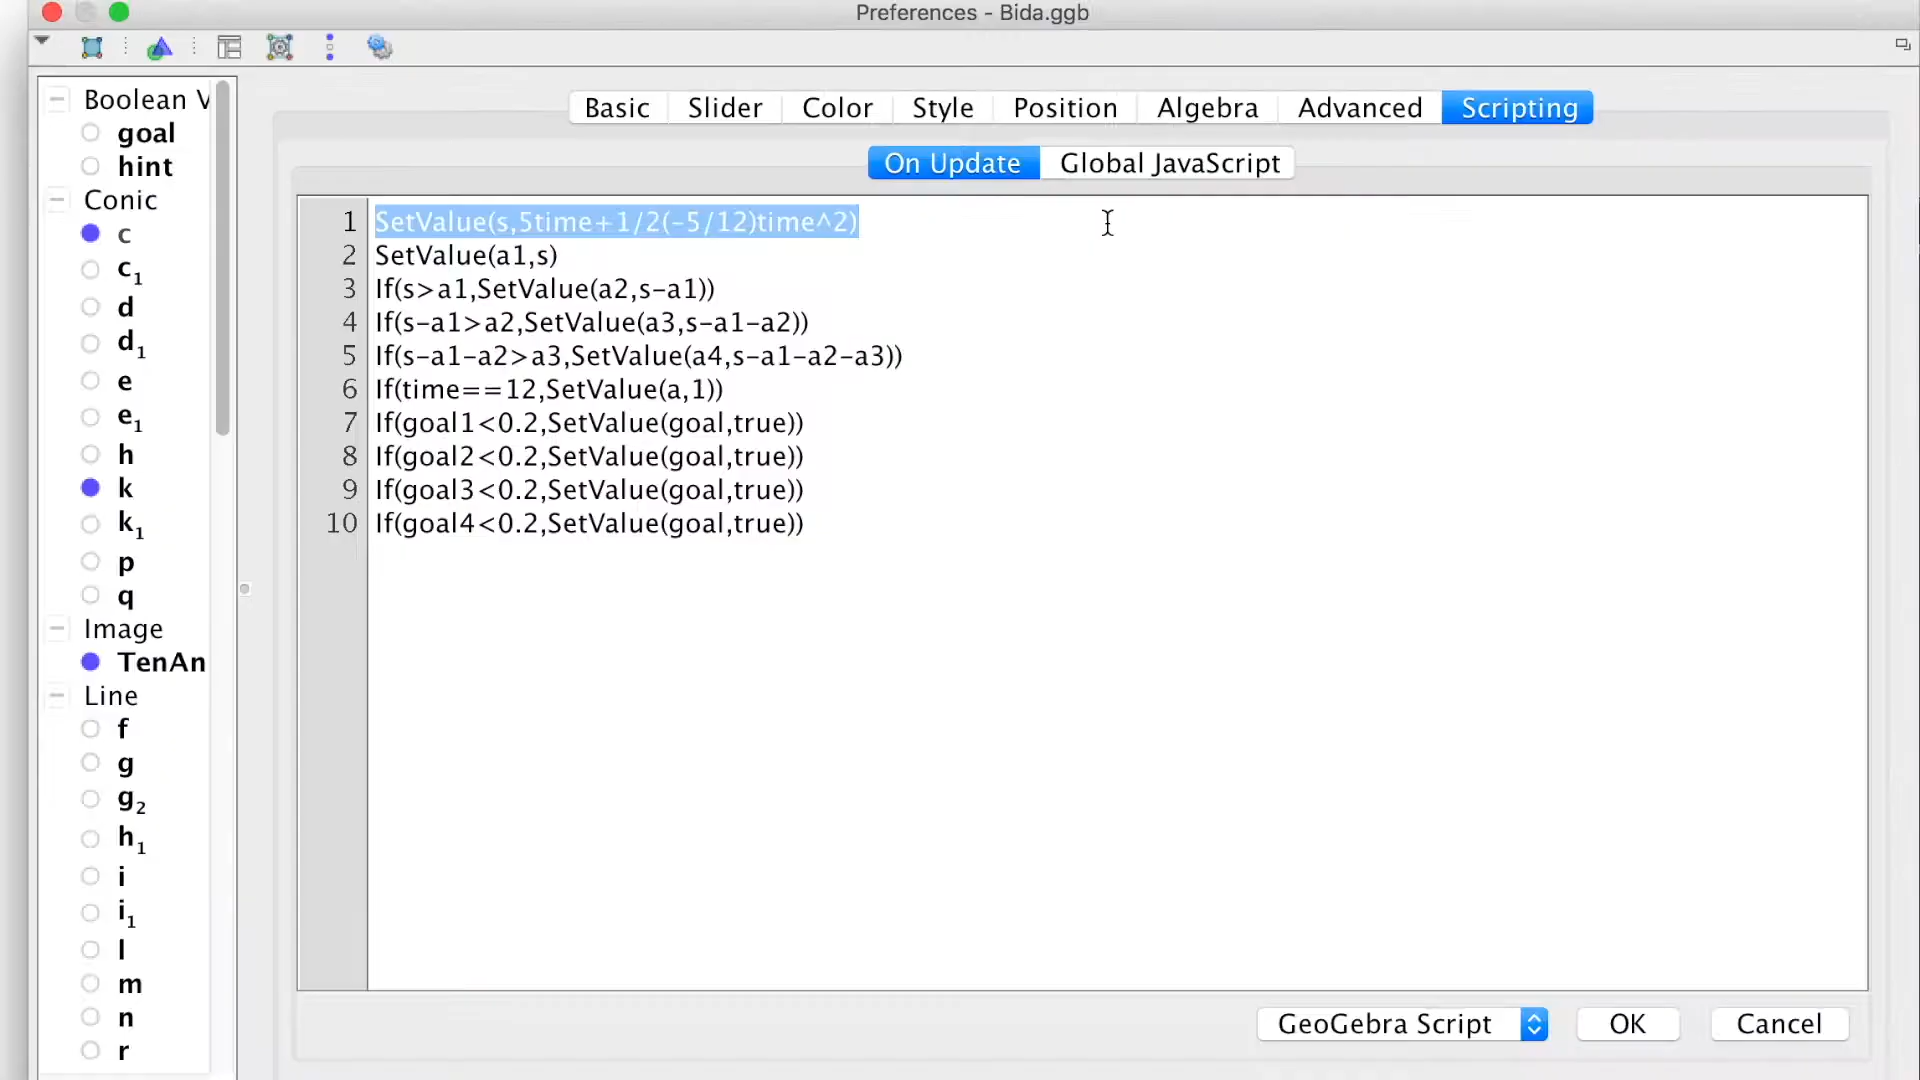 Preferences - Bida.ggb
Boolean V
goal
hint
Conic
c
c1
d
d1
e
e1
h
k
k1
p
q
Image
TenAn
Line
f
g
g2
h1
i
i1
l
m
n
r
Basic Slider Color Style Position Algebra Advanced Scripting
On Update Global JavaScript
1 SetValue(s,5time+1/2(-5/12)time^2)
2 SetValue(a1,s)
3 If(s>a1,SetValue(a2,s-a1))
4 If(s-a1>a2,SetValue(a3,s-a1-a2))
5 If(s-a1-a2>a3,SetValue(a4,s-a1-a2-a3))
6 If(time==12,SetValue(a,1))
7 If(goal1<0.2,SetValue(goal,true))
8 If(goal2<0.2,SetValue(goal,true))
9 If(goal3<0.2,SetValue(goal,true))
10 If(goal4<0.2,SetValue(goal,true))
GeoGebra Script OK Cancel